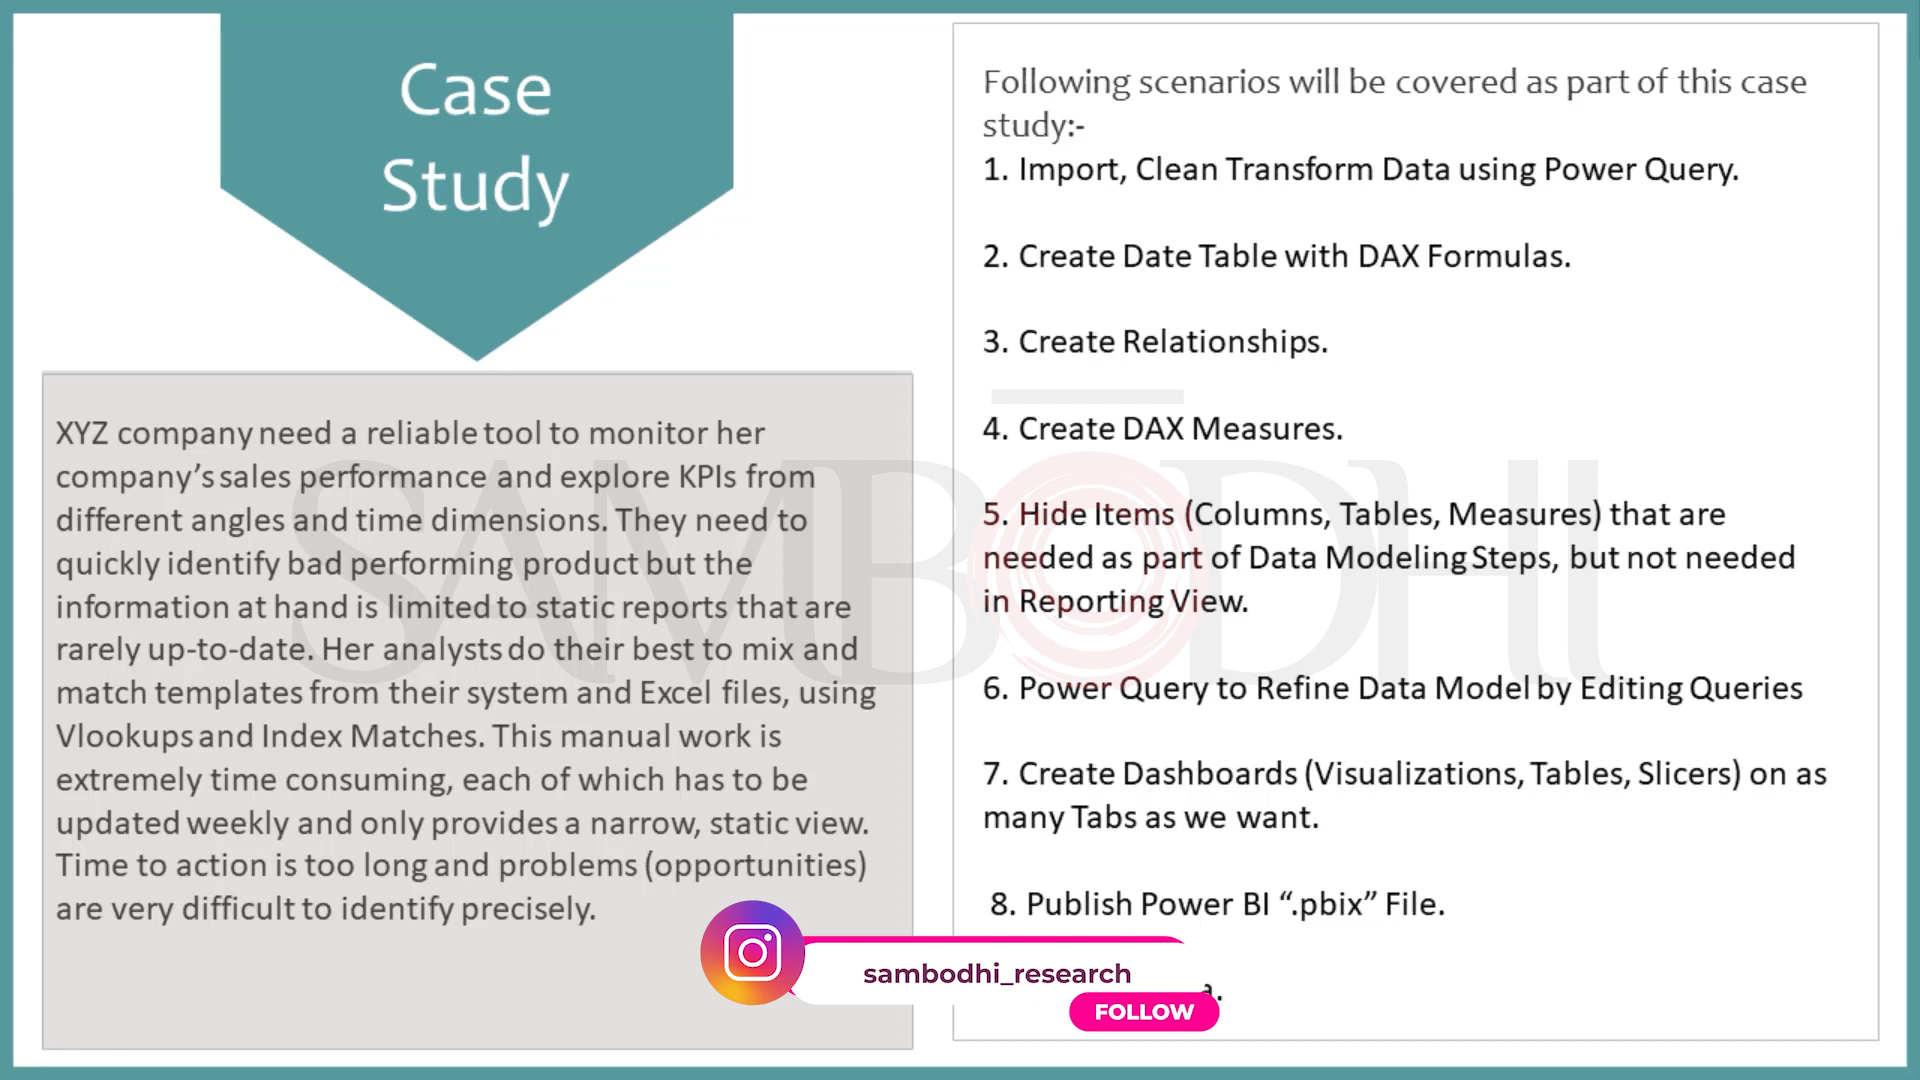 Case
Study
XYZ company need a reliable tool to monitor her
company’s sales performance and explore KPIs from
different angles and time dimensions. They need to
quickly identify bad performing product but the
information at hand is limited to static reports that are
rarely up-to-date. Her analysts do their best to mix and
match templates from their system and Excel files, using
Vlookups and Index Matches. This manual work is
extremely time consuming, each of which has to be
updated weekly and only provides a narrow, static view.
Time to action is too long and problems (opportunities)
are very difficult to identify precisely.
Following scenarios will be covered as part of this case
study:-
1. Import, Clean Transform Data using Power Query.
2. Create Date Table with DAX Formulas.
3. Create Relationships.
4. Create DAX Measures.
5. Hide Items (Columns, Tables, Measures) that are
needed as part of Data Modeling Steps, but not needed
in Reporting View.
6. Power Query to Refine Data Model by Editing Queries
7. Create Dashboards (Visualizations, Tables, Slicers) on as
many Tabs as we want.
8. Publish Power BI “.pbix” File.
SAMBODHI
sambodhi_research
FOLLOW